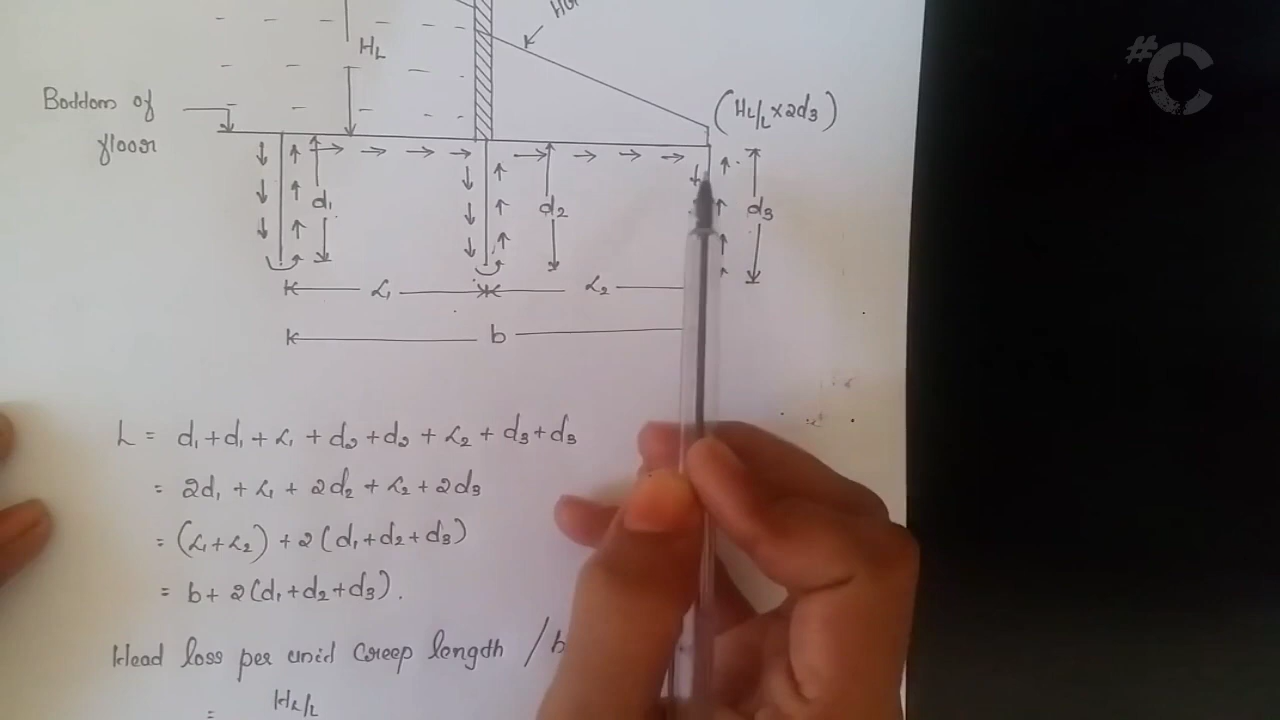 HL
#C
Boddom of
floor
(HL/L × 2d3)
d1
d2
d3
L1
L2
b
L = d1 + d1 + L1 + d2 + d2 + L2 + d3 + d3
= 2d1 + L1 + 2d2 + L2 + 2d3
= (L1 + L2) + 2(d1 + d2 + d3)
= b + 2(d1 + d2 + d3).
Head loss per unid creep length /
= HL/L